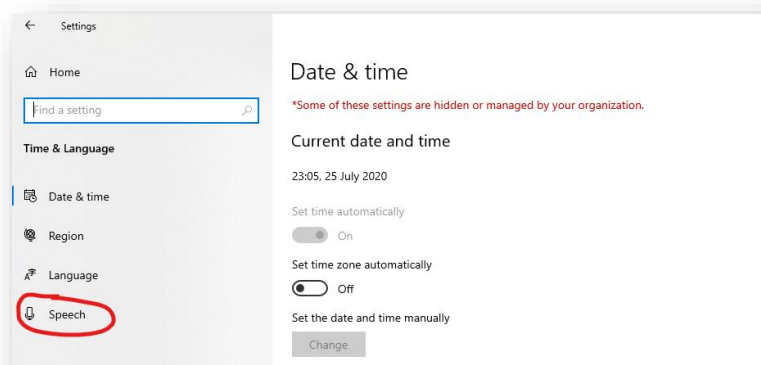 Settings
Home
Find a setting
Time & Language
Date & time
Region
Language
Speech
Date & time
*Some of these settings are hidden or managed by your organization.
Current date and time
23:05, 25 July 2020
Set time automatically
On
Set time zone automatically
Off
Set the date and time manually
Change